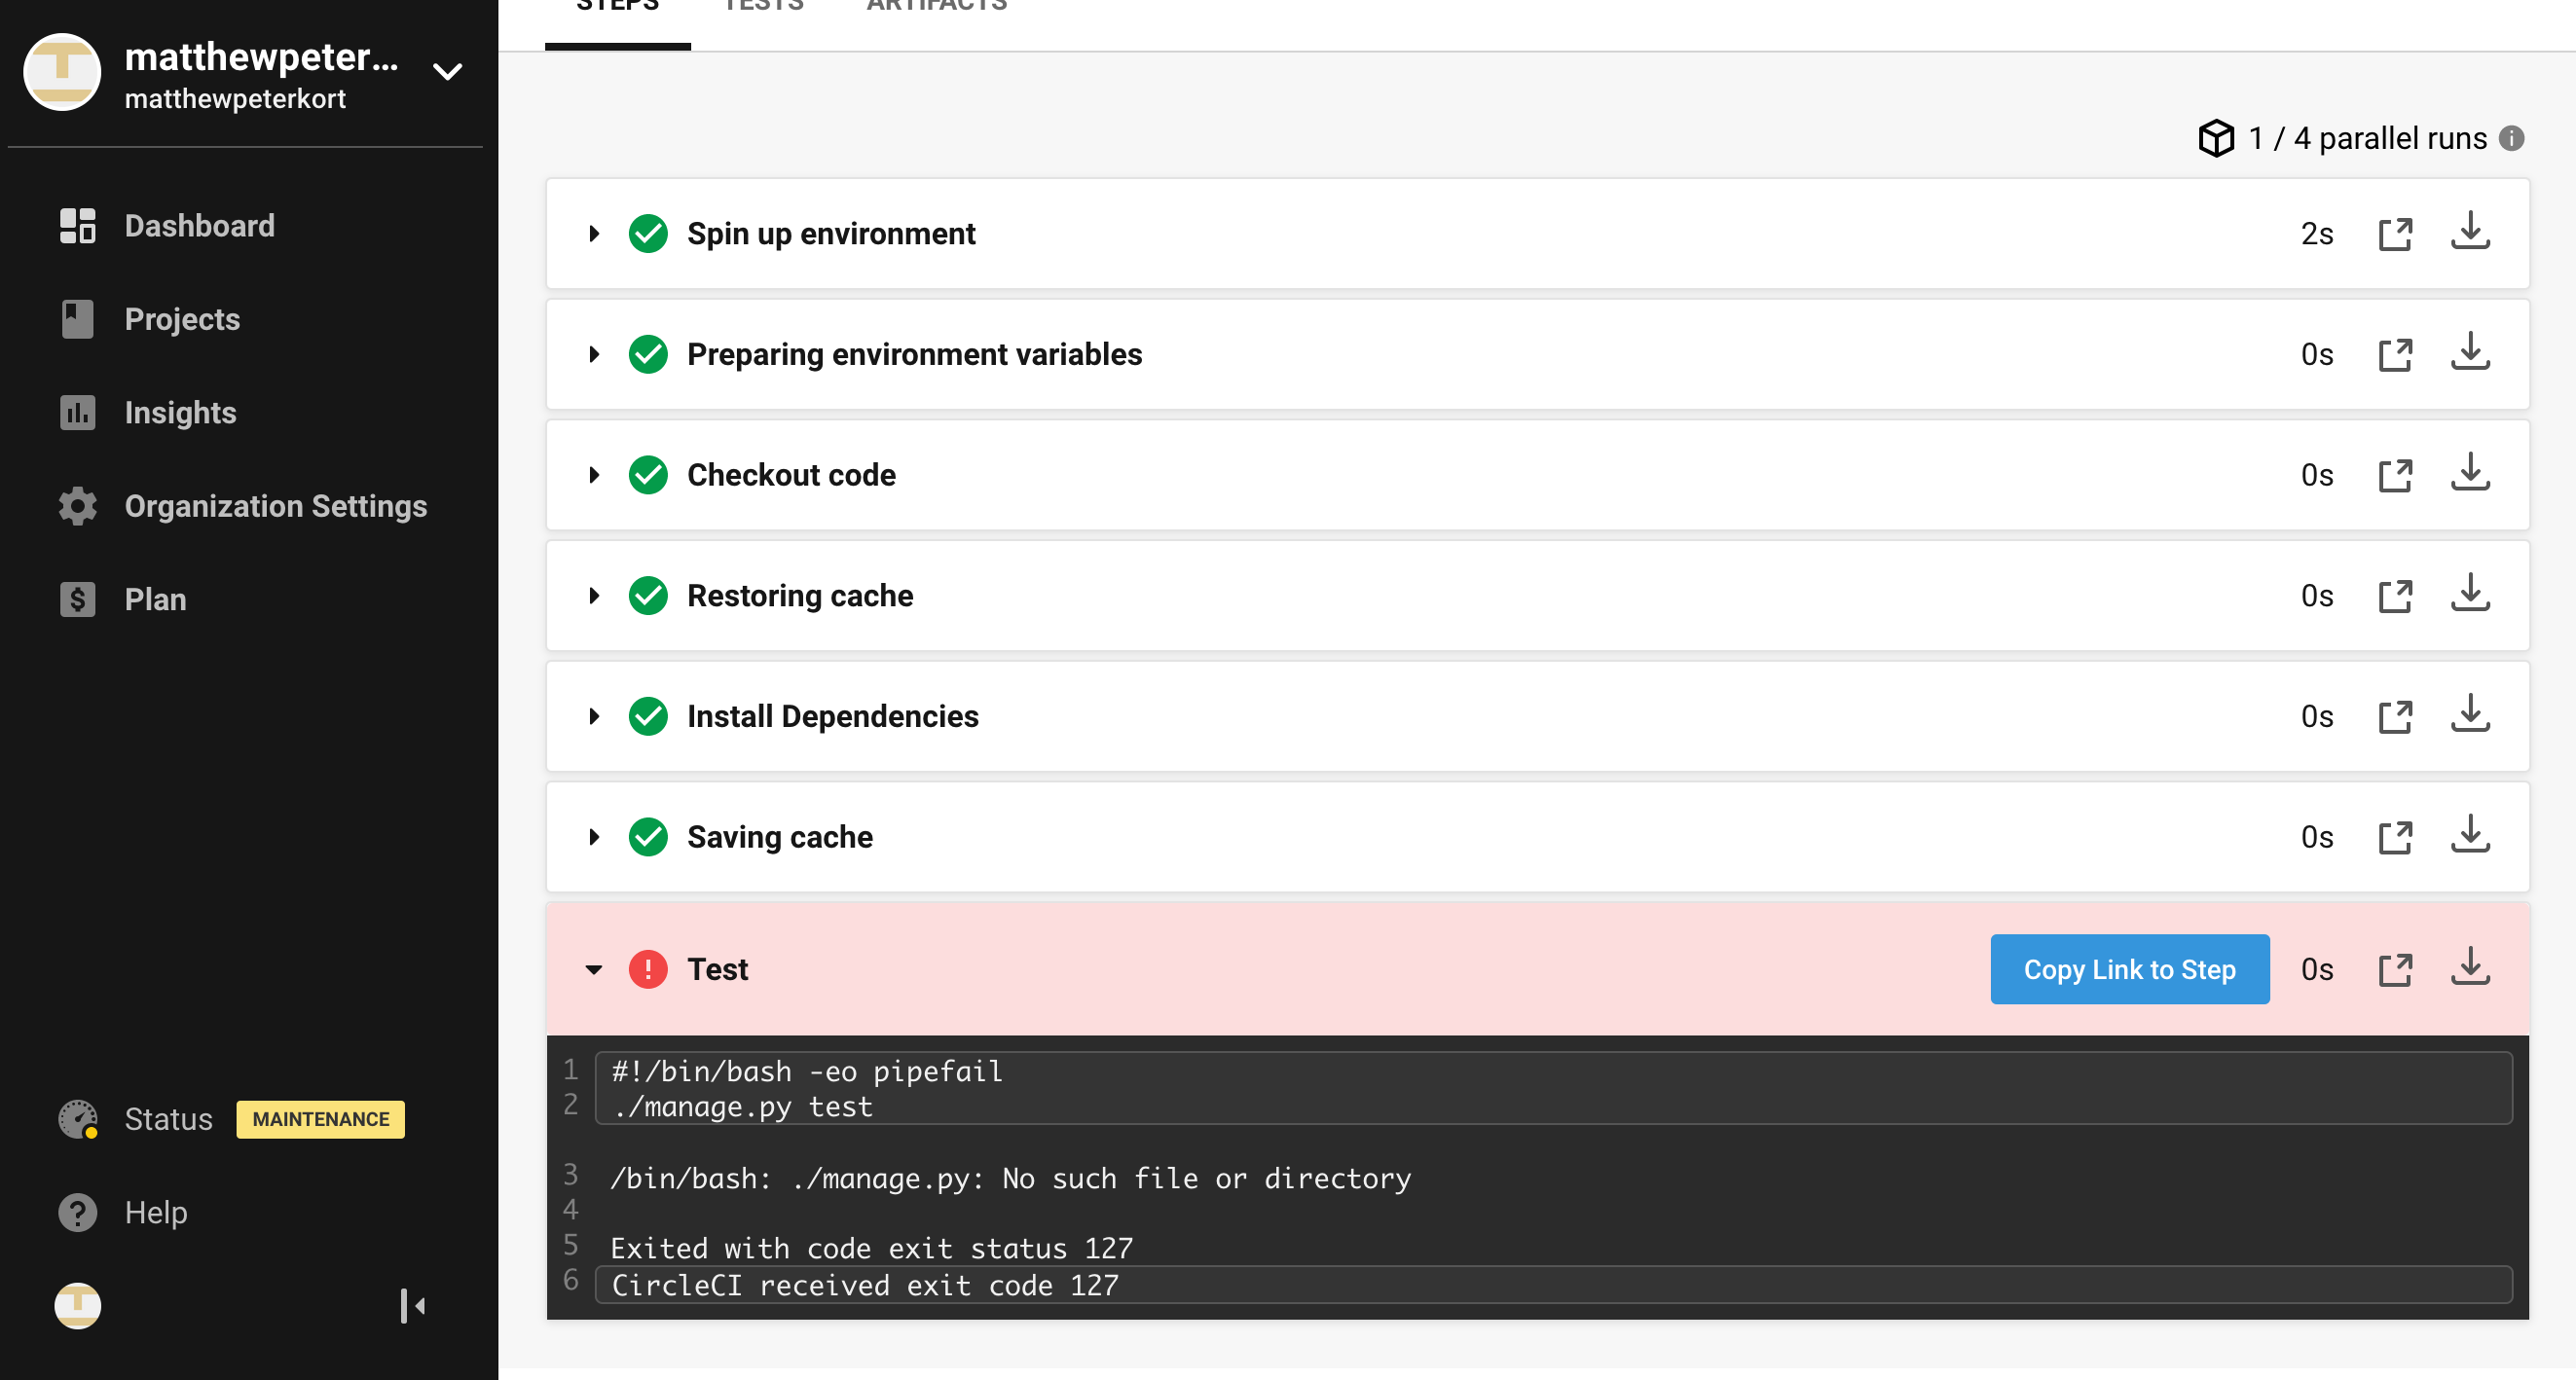 matthewpeter...
matthewpeterkort
Dashboard
Projects
Insights
Organization Settings
Plan
Status MAINTENANCE
Help
STEPS TESTS ARTIFACTS
1 / 4 parallel runs
Spin up environment 2s
Preparing environment variables 0s
Checkout code 0s
Restoring cache 0s
Install Dependencies 0s
Saving cache 0s
Test Copy Link to Step 0s
1 #!/bin/bash -eo pipefail
2 ./manage.py test
3 /bin/bash: ./manage.py: No such file or directory
4
5 Exited with code exit status 127
6 CircleCI received exit code 127